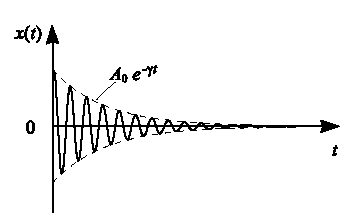 x(t)
A₀ e⁻ᵞᵗ
0
t